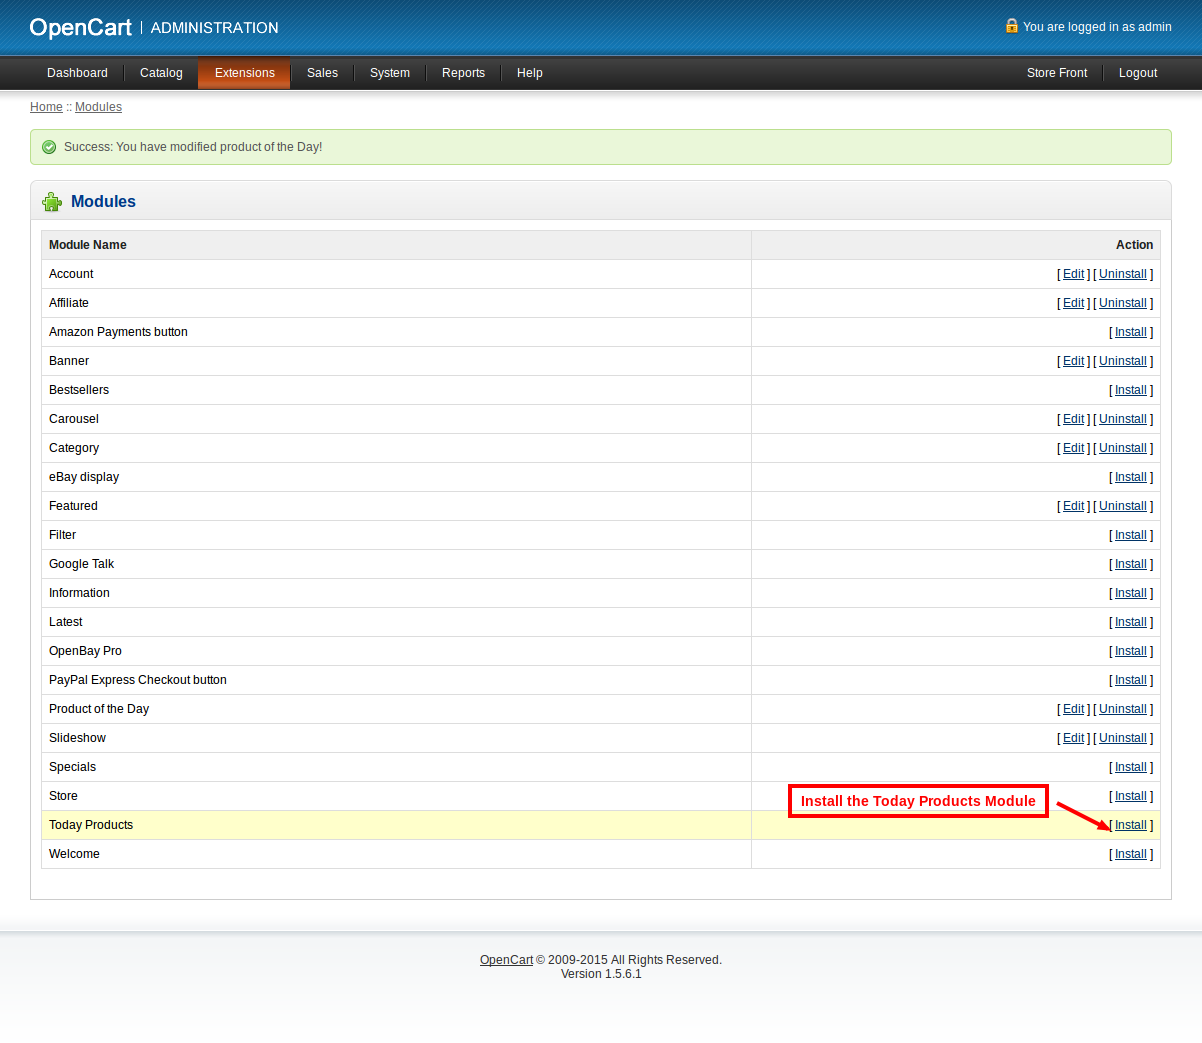 OpenCart | ADMINISTRATION You are logged in as admin
Dashboard Catalog Extensions Sales System Reports Help Store Front Logout
Home :: Modules
Success: You have modified product of the Day!
Modules
Module Name Action
Account [ Edit ] [ Uninstall ]
Affiliate [ Edit ] [ Uninstall ]
Amazon Payments button [ Install ]
Banner [ Edit ] [ Uninstall ]
Bestsellers [ Install ]
Carousel [ Edit ] [ Uninstall ]
Category [ Edit ] [ Uninstall ]
eBay display [ Install ]
Featured [ Edit ] [ Uninstall ]
Filter [ Install ]
Google Talk [ Install ]
Information [ Install ]
Latest [ Install ]
OpenBay Pro [ Install ]
PayPal Express Checkout button [ Install ]
Product of the Day [ Edit ] [ Uninstall ]
Slideshow [ Edit ] [ Uninstall ]
Specials [ Install ]
Store [ Install ]
Install the Today Products Module
Today Products [ Install ]
Welcome [ Install ]
OpenCart © 2009-2015 All Rights Reserved.
Version 1.5.6.1